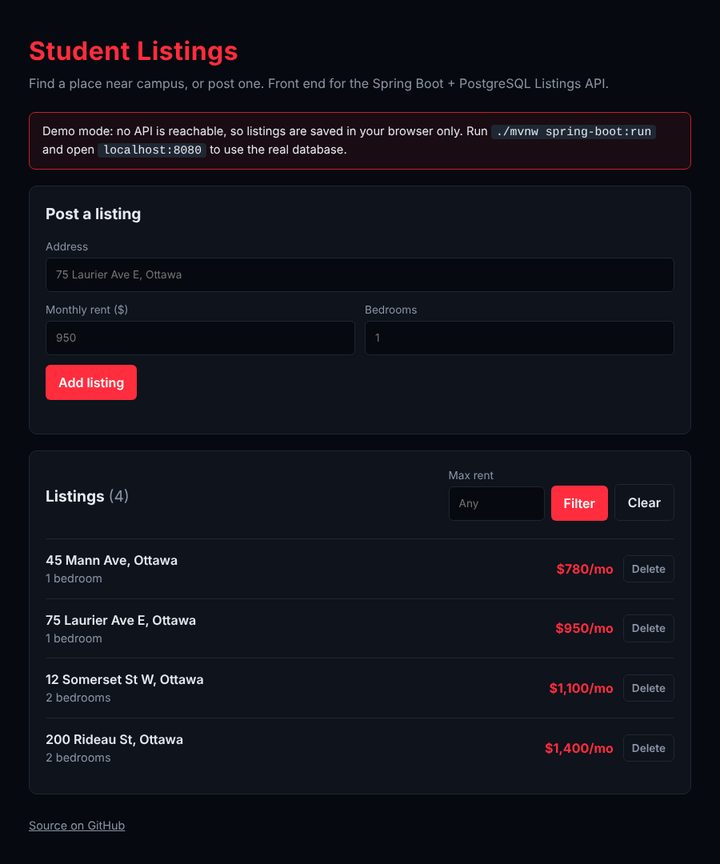 Student Listings
Find a place near campus, or post one. Front end for the Spring Boot + PostgreSQL Listings API.
Demo mode: no API is reachable, so listings are saved in your browser only. Run ./mvnw spring-boot:run
and open localhost:8080 to use the real database.
Post a listing
Address
75 Laurier Ave E, Ottawa
Monthly rent ($)
Bedrooms
950
1
Add listing
Max rent
Listings (4)
Any
Filter
Clear
45 Mann Ave, Ottawa
1 bedroom
$780/mo
Delete
75 Laurier Ave E, Ottawa
1 bedroom
$950/mo
Delete
12 Somerset St W, Ottawa
2 bedrooms
$1,100/mo
Delete
200 Rideau St, Ottawa
2 bedrooms
$1,400/mo
Delete
Source on GitHub